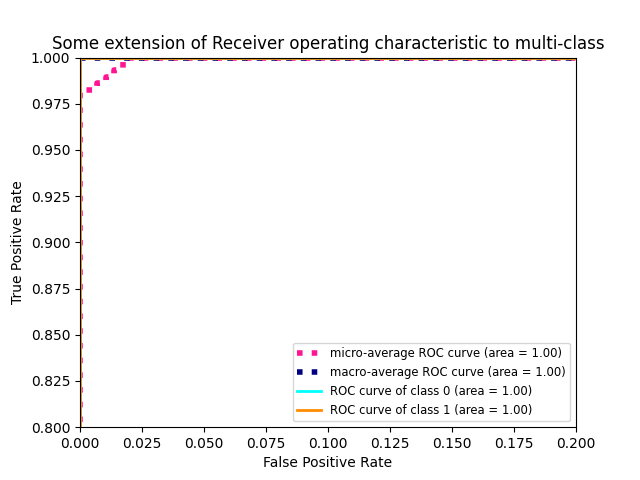 Some extension of Receiver operating characteristic to multi-class
1.000
0.975
0.950
0.925
0.900
0.875
0.850
0.825
0.800
True Positive Rate
micro-average ROC curve (area = 1.00)
macro-average ROC curve (area = 1.00)
ROC curve of class 0 (area = 1.00)
ROC curve of class 1 (area = 1.00)
0.000 0.025 0.050 0.075 0.100 0.125 0.150 0.175 0.200
False Positive Rate